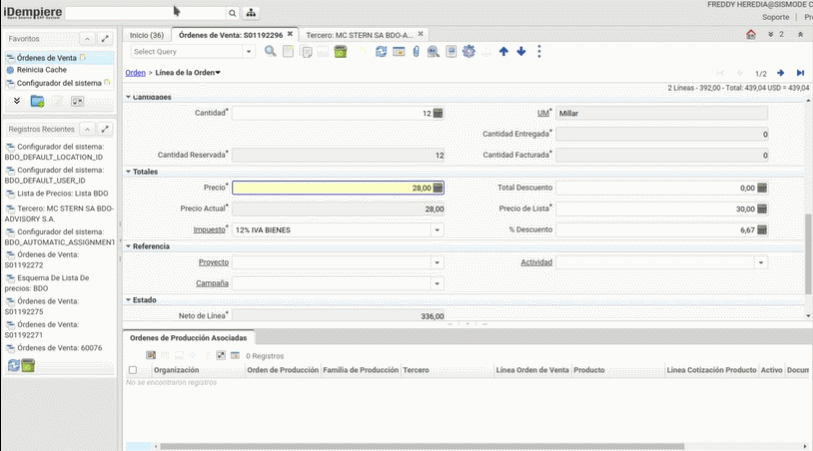 iDempiere
FREDDY HEREDIA@SISMODE C
Soporte | Pr
Favoritos
Órdenes de Venta
Reinicia Cache
Configurador del sistema
Registros Recientes
Configurador del sistema:
BDO_DEFAULT_LOCATION_ID
Configurador del sistema:
BDO_DEFAULT_USER_ID
Lista de Precios: Lista BDO
Tercero: MC STERN SA BDO-
ADVISORY S.A.
Configurador del sistema:
BDO_AUTOMATIC_ASSIGNMENT
Órdenes de Venta:
S01192272
Esquema De Lista De
precios: BDO
Órdenes de Venta:
S01192275
Órdenes de Venta:
S01192271
Órdenes de Venta: 60076
Inicio (36) Órdenes de Venta: S01192296 Tercero: MC STERN SA BDO-A... 2
Select Query
Orden > Línea de la Orden 1/2
2 Líneas - 392,00 - Total: 439,04 USD = 439,04
Cantidades
Cantidad* 12 UM* Millar
Cantidad Entregada* 0
Cantidad Reservada* 12 Cantidad Facturada* 0
Totales
Precio* 28,00 Total Descuento 0,00
Precio Actual* 28,00 Precio de Lista* 30,00
Impuesto* 12% IVA BIENES % Descuento 6,67
Referencia
Proyecto Actividad
Campaña
Estado
Neto de Línea* 336,00
Ordenes de Producción Asociadas
0 Registros
Organización Orden de Producción Familia de Producción Tercero Línea Orden de Venta Producto Línea Cotización Producto Activo Docum
No se encontraron registros